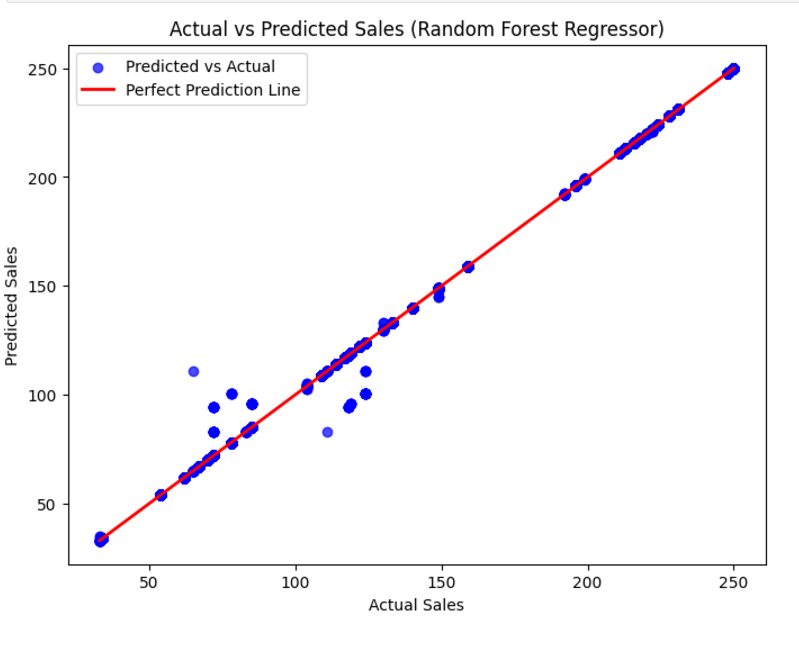 Actual vs Predicted Sales (Random Forest Regressor)
Predicted vs Actual
Perfect Prediction Line
250
200
150
100
50
Predicted Sales
50
100
150
200
250
Actual Sales